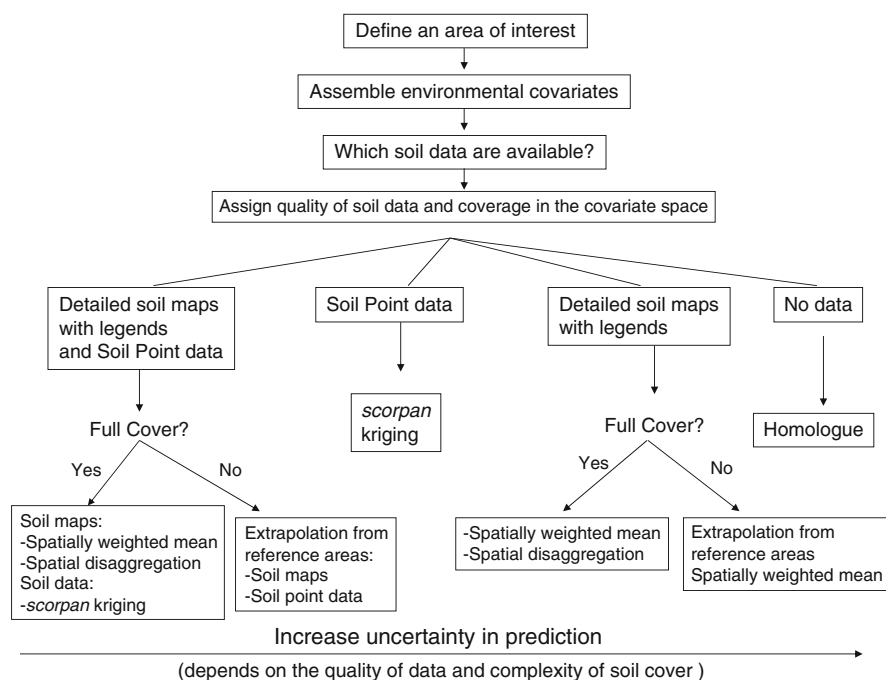 Define an area of interest
Assemble environmental covariates
Which soil data are available?
Assign quality of soil data and coverage in the covariate space
Detailed soil maps
with legends
and Soil Point data
Soil Point data
Detailed soil maps
with legends
No data
scorpan
kriging
Homologue
Full Cover?
Yes
No
Full Cover?
Yes
No
Soil maps:
-Spatially weighted mean
-Spatial disaggregation
Soil data:
-scorpan kriging
Extrapolation from
reference areas:
-Soil maps
-Soil point data
-Spatially weighted mean
-Spatial disaggregation
Extrapolation from
reference areas
Spatially weighted mean
Increase uncertainty in prediction
(depends on the quality of data and complexity of soil cover )